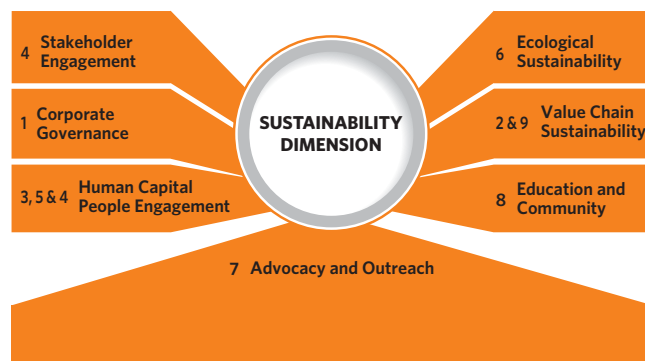 4 Stakeholder
Engagement
1 Corporate
Governance
3, 5 & 4 Human Capital
People Engagement
SUSTAINABILITY
DIMENSION
6 Ecological
Sustainability
2 & 9 Value Chain
Sustainability
8 Education and
Community
7 Advocacy and Outreach